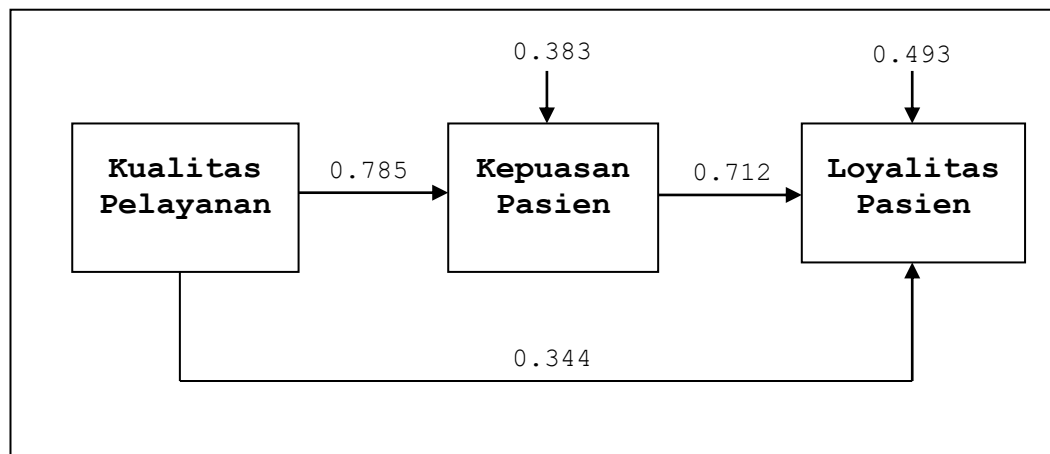 0.383
0.493
Kualitas
Pelayanan
0.785
Kepuasan
Pasien
0.712
Loyalitas
Pasien
0.344